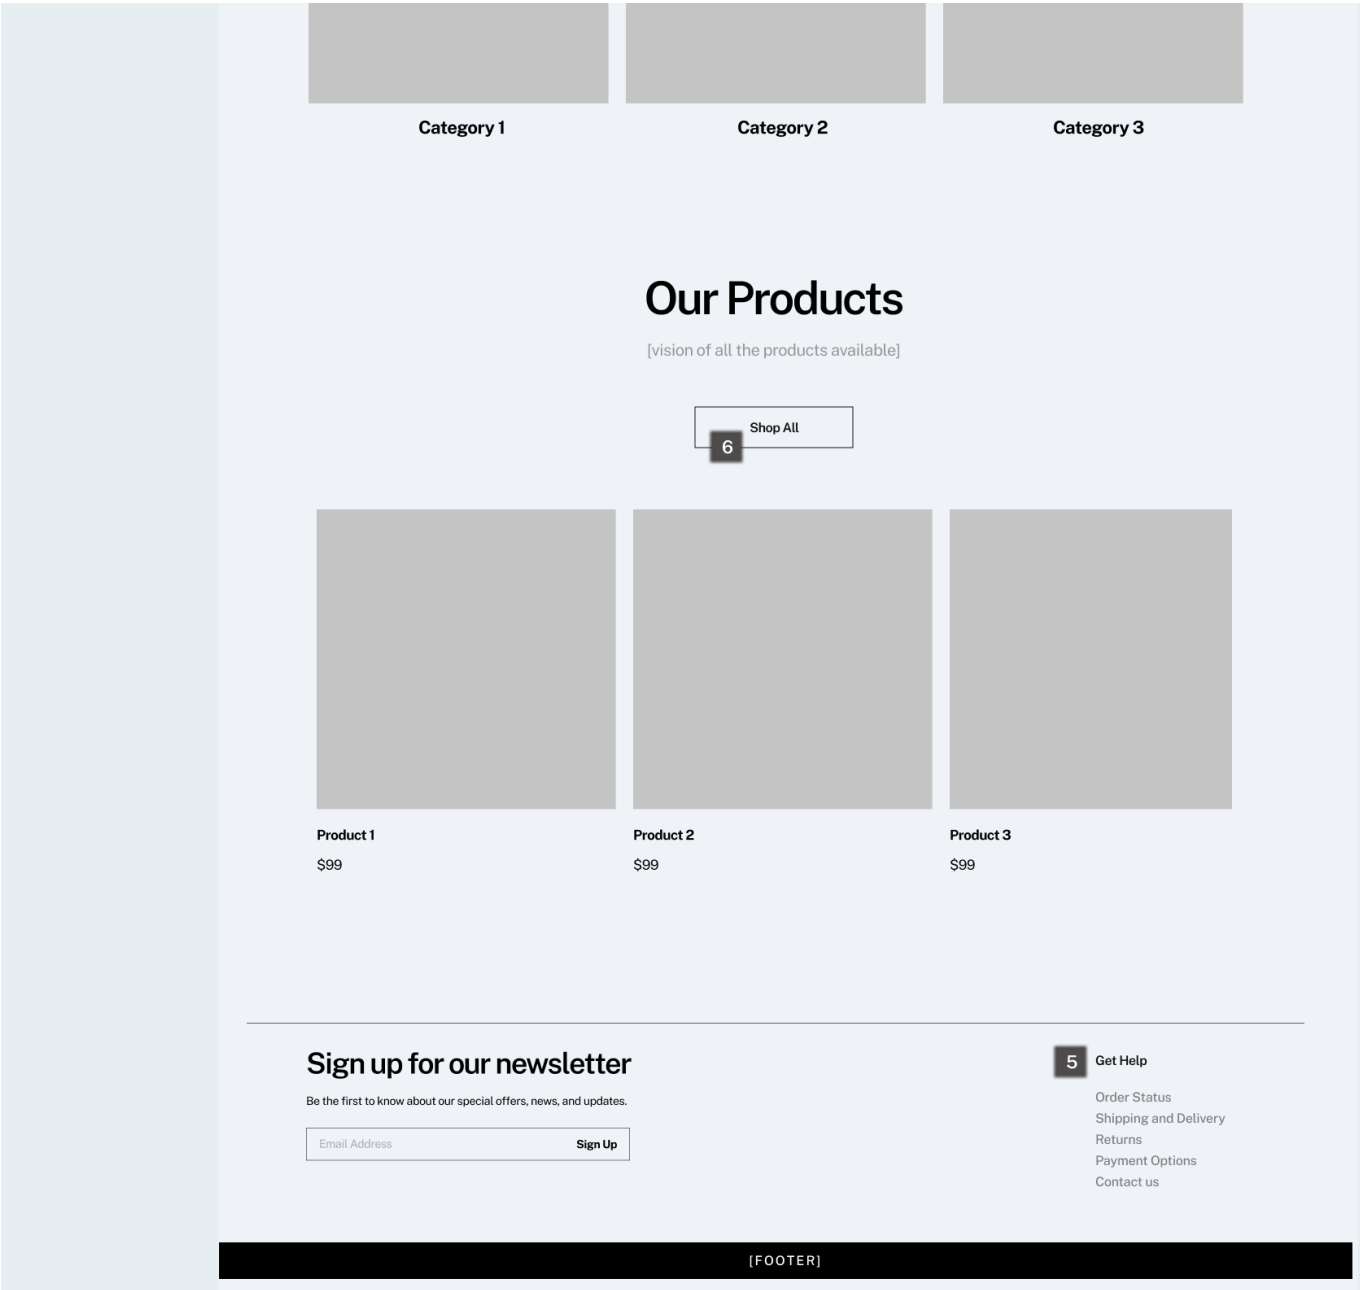 Category 1
Category 2
Category 3
Our Products
[vision of all the products available]
Shop All
6
Product 1
$99
Product 2
$99
Product 3
$99
Sign up for our newsletter
Be the first to know about our special offers, news, and updates.
Email Address
Sign Up
5
Get Help
Order Status
Shipping and Delivery
Returns
Payment Options
Contact us
[FOOTER]